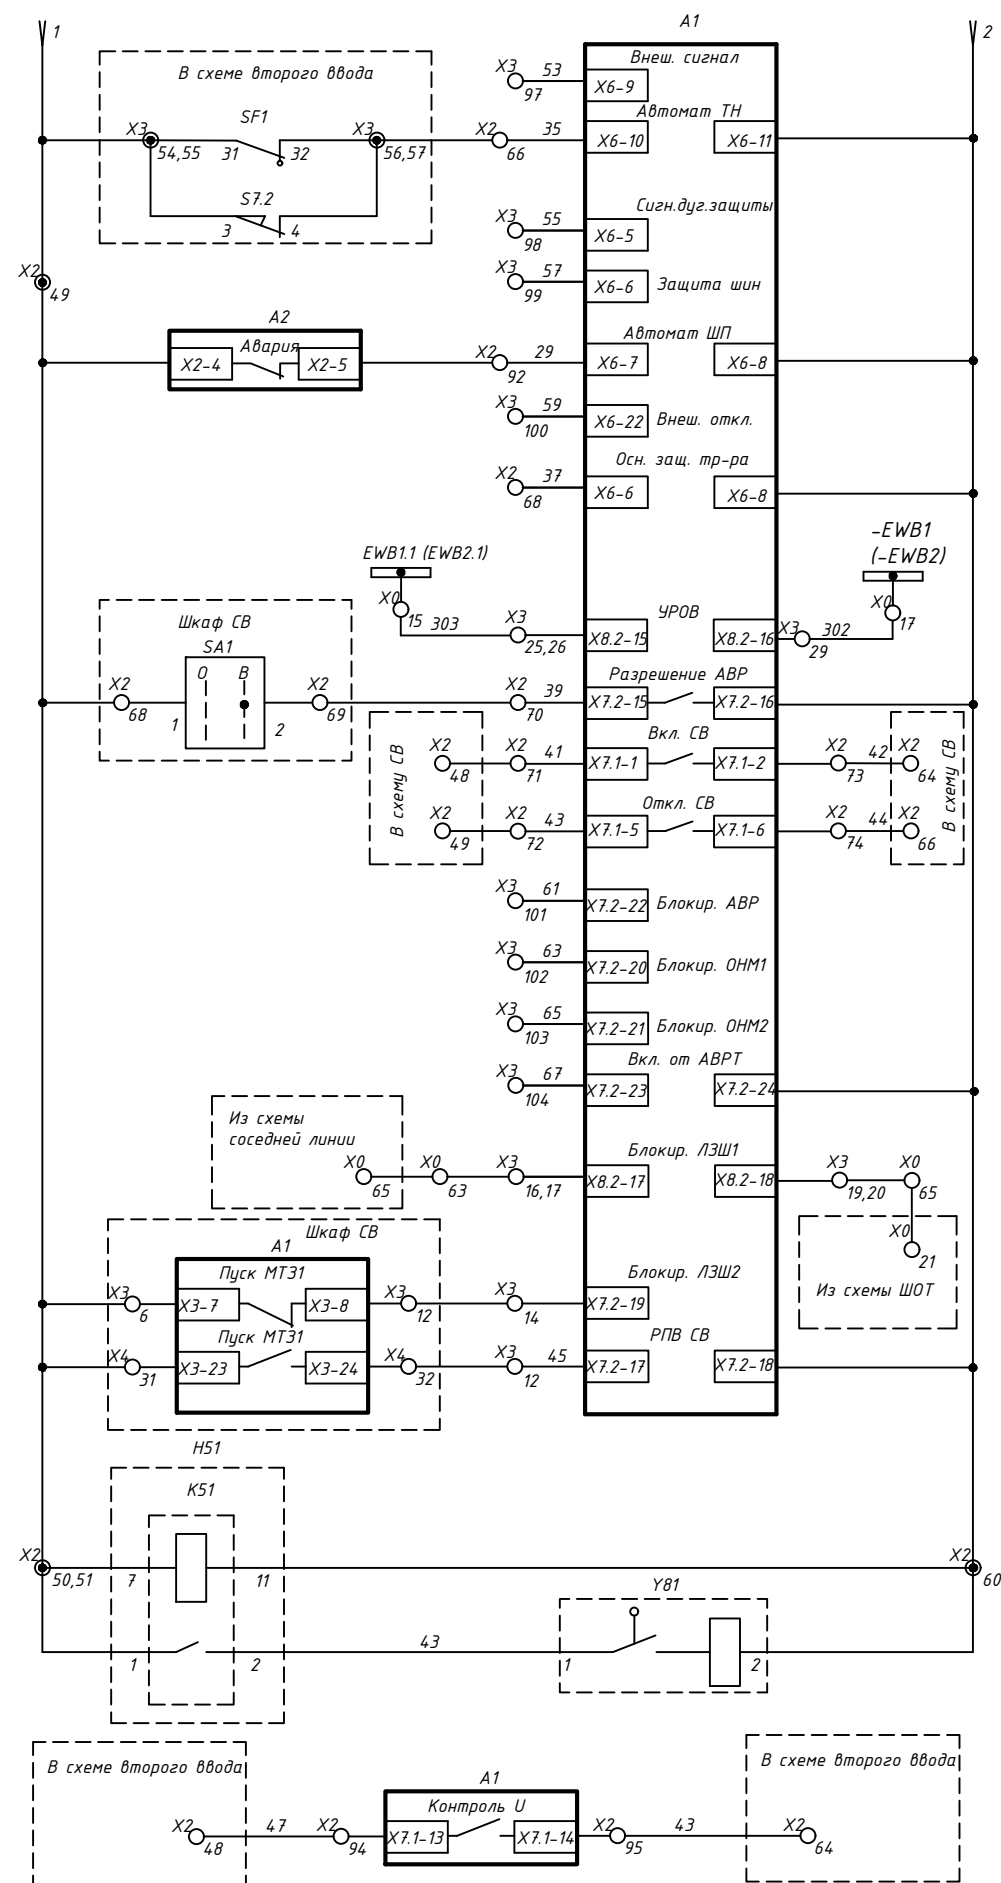 1
A1
2
В схеме второго ввода
X3
53
97
Внеш. сигнал
X6-9
SF1
Автомат ТН
X3
54,55
31
32
X3
56,57
X2
66
35
X6-10
X6-11
S7.2
3
4
Сигн.дуг.защиты
X3
55
98
X6-5
X2
49
X3
57
99
X6-6
Защита шин
A2
Авария
X2-4
X2-5
Автомат ШП
X2
29
92
X6-7
X6-8
X3
59
100
X6-22
Внеш. откл.
Осн. защ. тр-ра
X2
37
68
X6-6
X6-8
EWB1.1 (EWB2.1)
-EWB1
(-EWB2)
X0
15
303
X3
25,26
УРОВ
X8.2-15
X8.2-16
X3
29
302
X0
17
Шкаф СВ
SA1
O
B
X2
68
1
2
X2
69
X2
39
70
Разрешение АВР
X7.2-15
X7.2-16
В схему СВ
X2
48
X2
41
71
Вкл. СВ
X7.1-1
X7.1-2
X2
73
42
X2
64
В схему СВ
X2
49
X2
43
72
Откл. СВ
X7.1-5
X7.1-6
X2
74
44
X2
66
X3
61
101
X7.2-22
Блокир. АВР
X3
63
102
X7.2-20
Блокир. ОНМ1
X3
65
103
X7.2-21
Блокир. ОНМ2
Вкл. от АВРТ
X3
67
104
X7.2-23
X7.2-24
Из схемы
соседней линии
X0
65
X0
63
X3
16,17
Блокир. ЛЗШ1
X8.2-17
X8.2-18
X3
19,20
X0
65
X0
21
Из схемы ШОТ
Шкаф СВ
A1
Пуск МТЗ1
X3
6
X3-7
X3-8
X3
12
X3
14
Блокир. ЛЗШ2
X7.2-19
Пуск МТЗ1
X4
31
X3-23
X3-24
X4
32
X3
45
12
РПВ СВ
X7.2-17
X7.2-18
H51
K51
X2
50,51
7
11
X2
60
Y81
1
2
43
1
2
В схеме второго ввода
X2
48
47
X2
94
A1
Контроль U
X7.1-13
X7.1-14
X2
95
43
В схеме второго ввода
X2
64